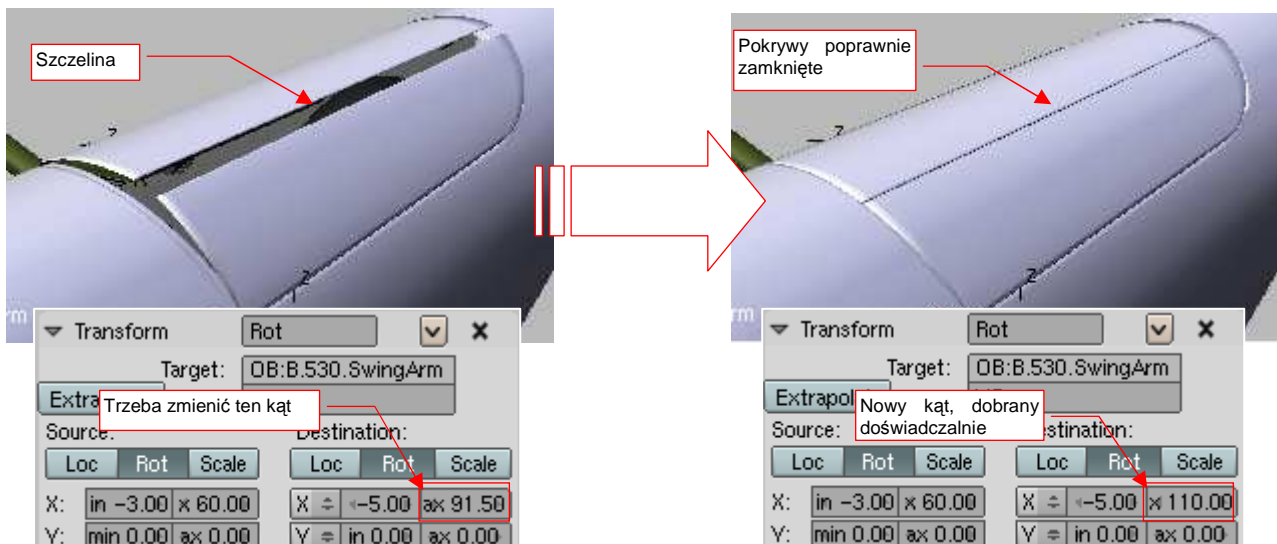 Szczelina
Z
Z
rm
Transform Rot
Target: OB:B.530.SwingArm
Extra
Trzeba zmienić ten kąt
Source: Destination:
Loc Rot Scale Loc Rot Scale
X: in -3.00 x 60.00 X -5.00 ax 91.50
Y: min 0.00 ax 0.00 Y in 0.00 ax 0.00
Pokrywy poprawnie
zamknięte
Z
Z
rm
Transform Rot
Target: OB:B.530.SwingArm
Extrapol
Nowy kąt, dobrany
doświadczalnie
Source: estination:
Loc Rot Scale Loc Rot Scale
X: in -3.00 x 60.00 X -5.00 x 110.00
Y: min 0.00 ax 0.00 Y in 0.00 ax 0.00